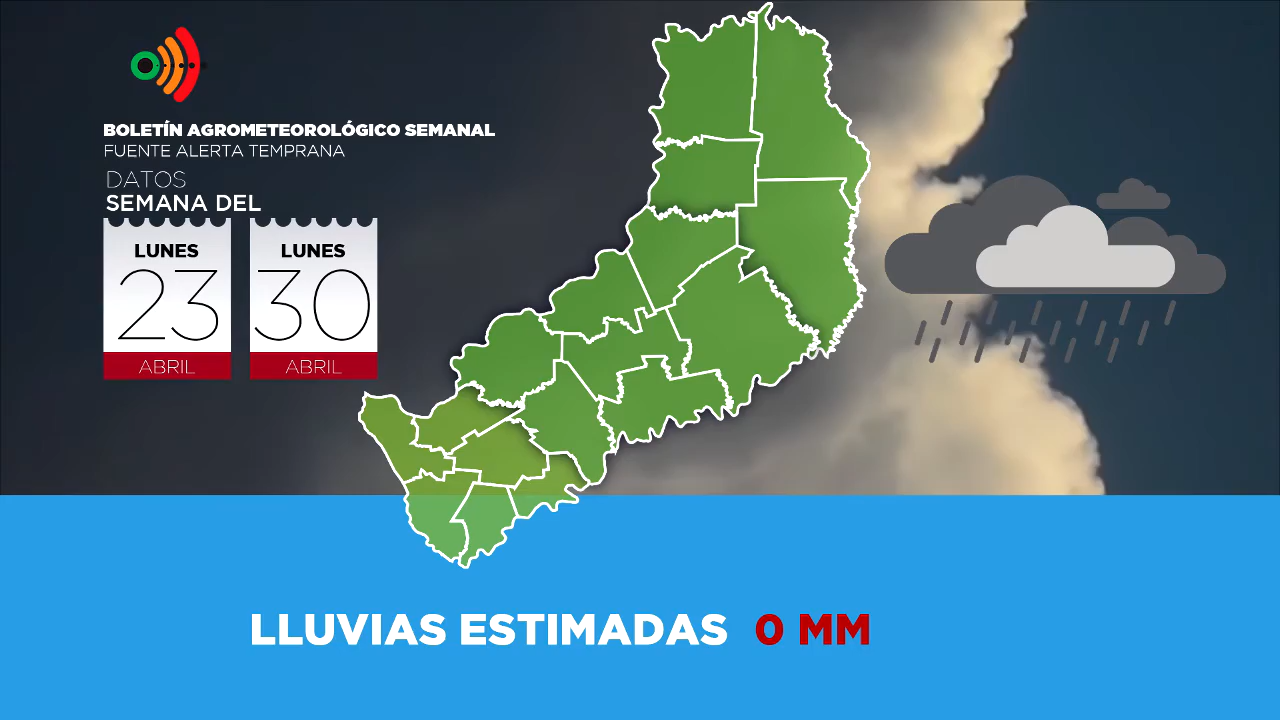 BOLETÍN AGROMETEOROLÓGICO SEMANAL
FUENTE ALERTA TEMPRANA
DATOS
SEMANA DEL
LUNES
23
ABRIL
LUNES
30
ABRIL
LLUVIAS ESTIMADAS 0 MM